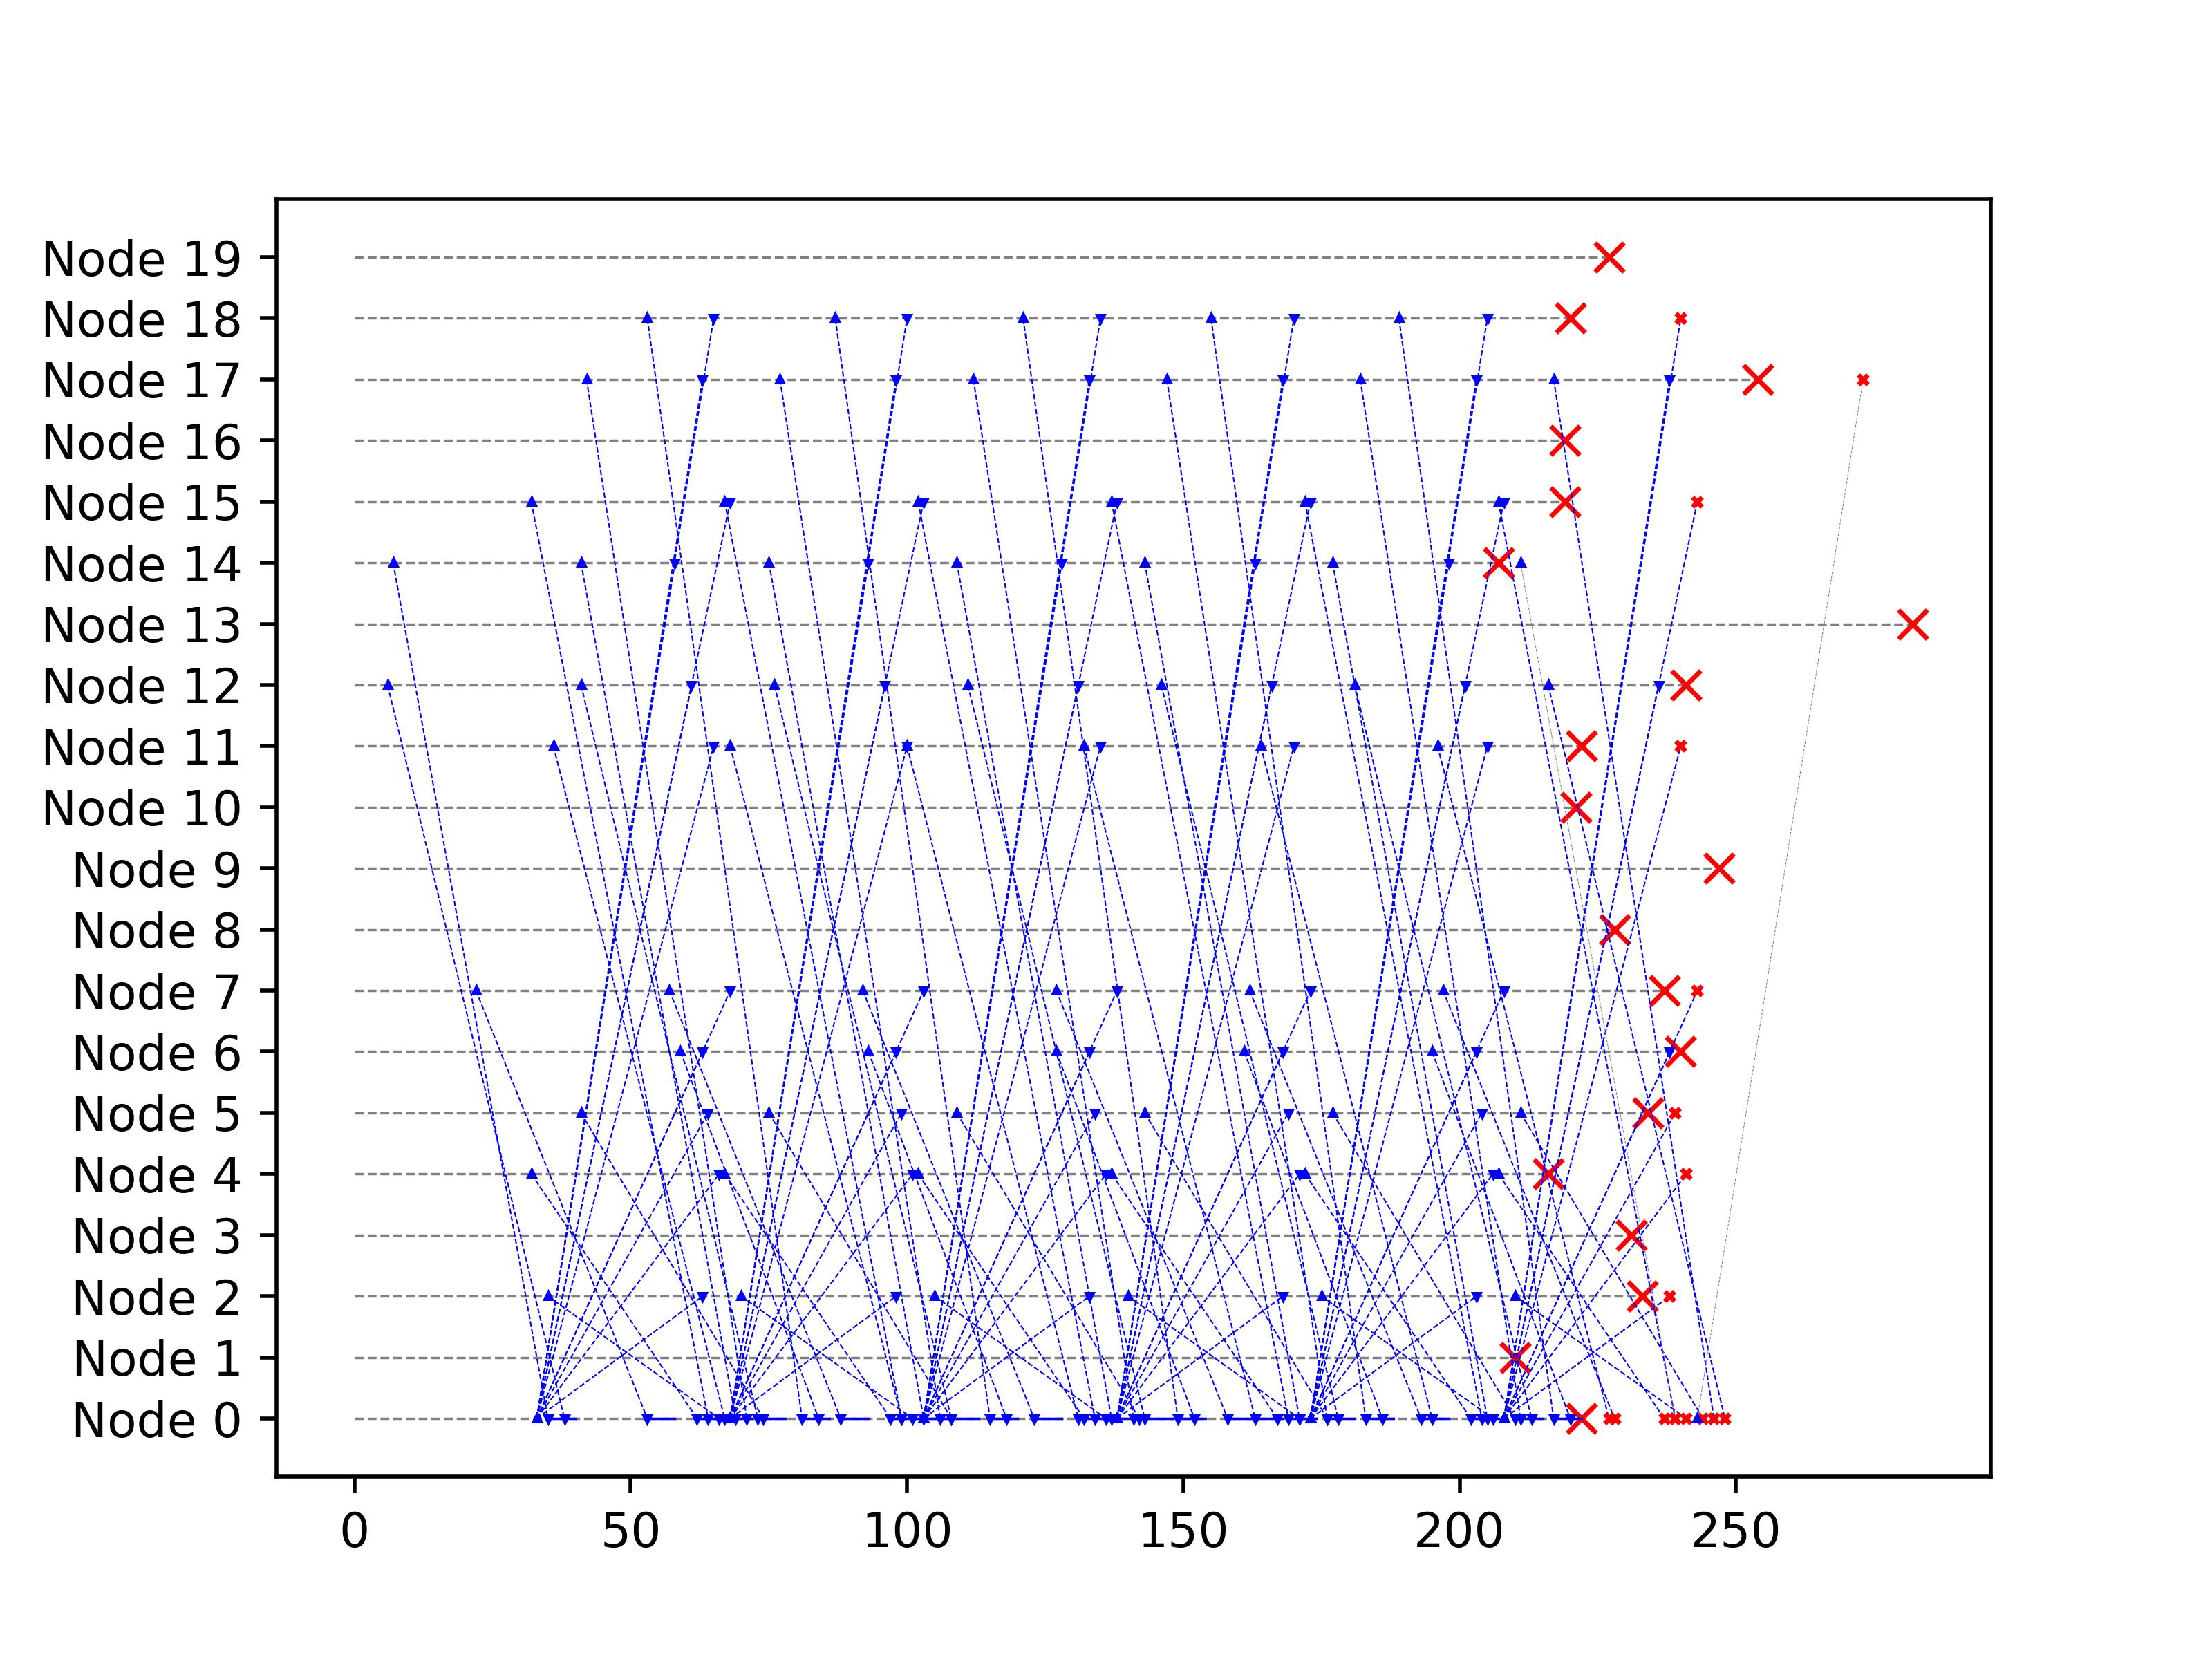 Node 19
Node 18
Node 17
Node 16
Node 15
Node 14
Node 13
Node 12
Node 11
Node 10
Node 9
Node 8
Node 7
Node 6
Node 5
Node 4
Node 3
Node 2
Node 1
Node 0
0 50 100 150 200 250